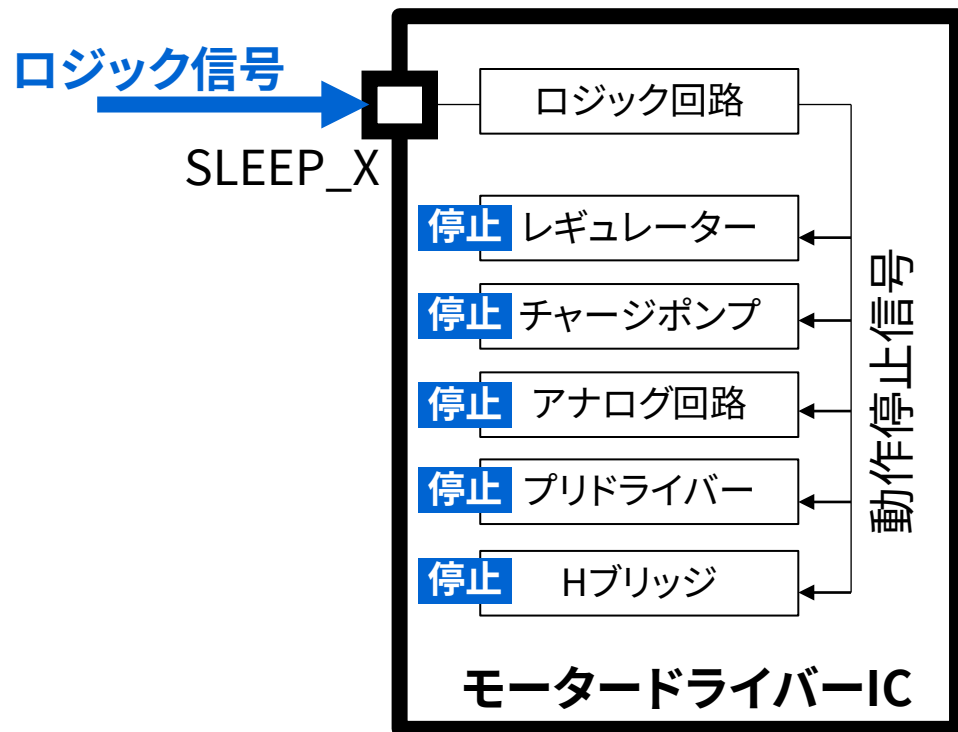 ロジック信号
SLEEP_X
ロジック回路
停止 レギュレーター
停止 チャージポンプ
停止 アナログ回路
停止 プリドライバー
停止 Hブリッジ
動作停止信号
モータードライバーIC